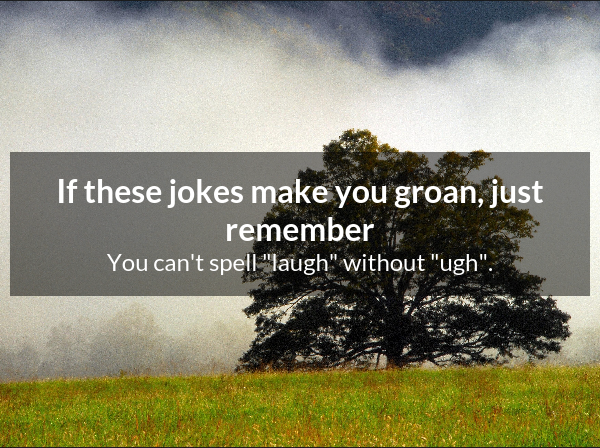 If these jokes make you groan, just
remember
You can't spell "laugh" without "ugh".